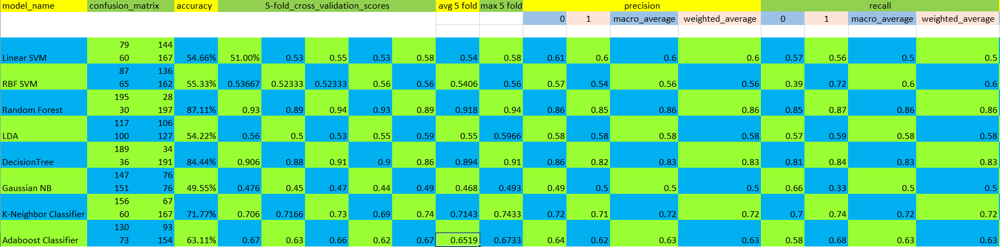 model_name confusion_matrix accuracy 5-fold_cross_validation_scores avg 5 fold max 5 fold precision recall
0 1 macro_average weighted_average 0 1 macro_average weighted_average
79 144
Linear SVM 60 167 54.66% 51.00% 0.53 0.55 0.53 0.58 0.54 0.58 0.61 0.6 0.6 0.6 0.57 0.56 0.5 0.5
87 136
RBF SVM 65 162 55.33% 0.53667 0.52333 0.52333 0.56 0.56 0.5406 0.56 0.57 0.54 0.56 0.56 0.39 0.72 0.6 0.6
195 28
Random Forest 30 197 87.11% 0.93 0.89 0.94 0.93 0.89 0.918 0.94 0.86 0.85 0.86 0.86 0.85 0.87 0.86 0.86
117 106
LDA 100 127 54.22% 0.56 0.5 0.53 0.55 0.59 0.55 0.5966 0.58 0.58 0.58 0.58 0.57 0.59 0.58 0.58
189 34
DecisionTree 36 191 84.44% 0.906 0.88 0.91 0.9 0.86 0.894 0.91 0.86 0.82 0.83 0.83 0.81 0.84 0.83 0.83
147 76
Gaussian NB 151 76 49.55% 0.476 0.45 0.47 0.44 0.49 0.468 0.493 0.49 0.5 0.5 0.5 0.66 0.33 0.5 0.5
156 67
K-Neighbor Classifier 60 167 71.77% 0.706 0.7166 0.73 0.69 0.74 0.7143 0.7433 0.72 0.71 0.72 0.72 0.7 0.74 0.72 0.72
130 93
Adaboost Classifier 73 154 63.11% 0.67 0.63 0.66 0.62 0.67 0.6519 0.6733 0.64 0.62 0.63 0.63 0.58 0.68 0.63 0.63